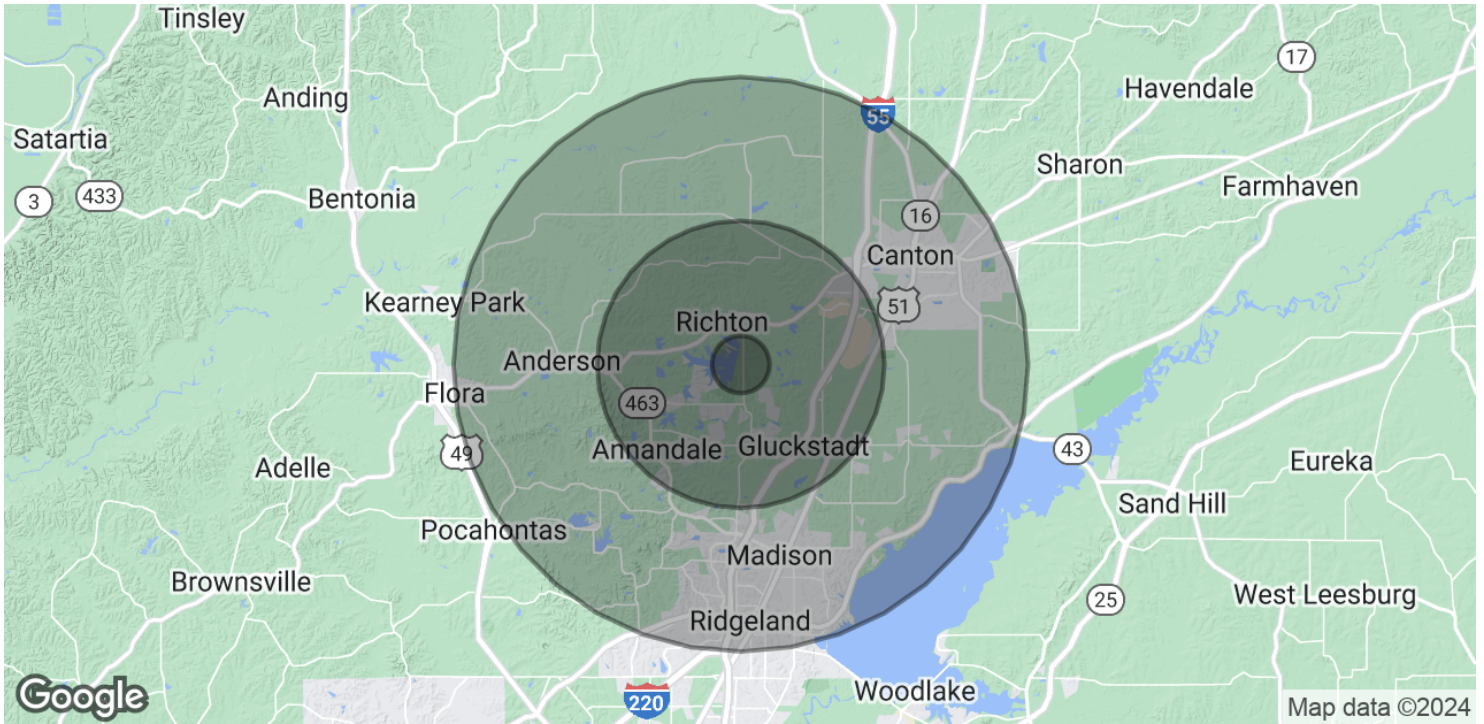 Tinsley
17
Havendale
Anding
55
Satartia
Sharon
433
Farmhaven
3
Bentonia
16
Canton
Kearney Park
51
Richton
Anderson
Flora
463
Annandale
Gluckstadt
49
43
Eureka
Adelle
Sand Hill
Pocahontas
Madison
Brownsville
25
West Leesburg
Ridgeland
Woodlake
220
Google
Map data ©2024